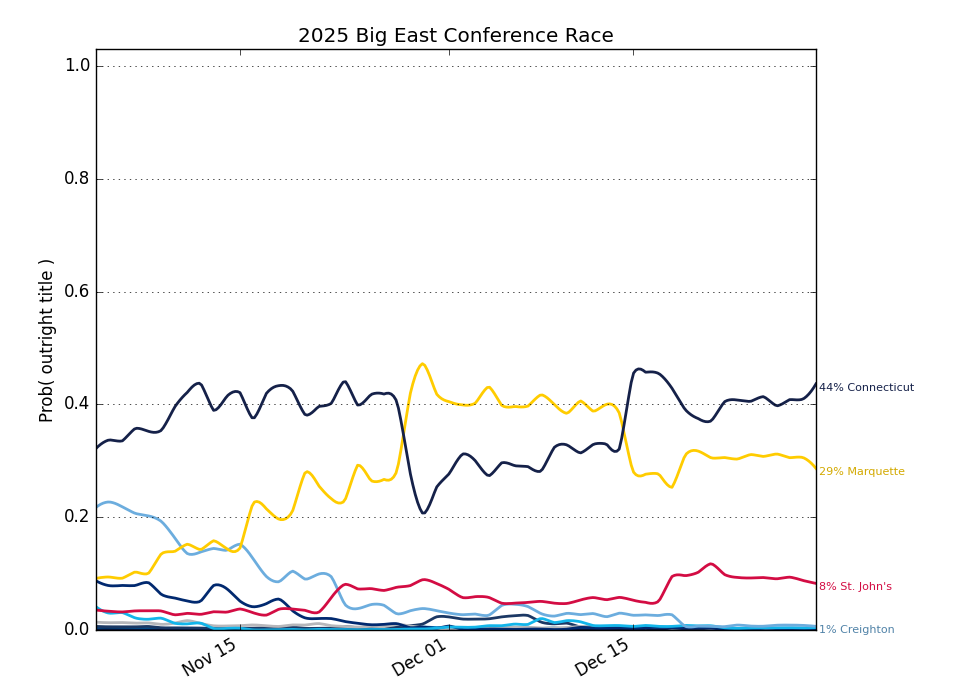 2025 Big East Conference Race
Prob( outright title )
1.0
0.8
0.6
0.4
0.2
0.0
Nov 15
Dec 01
Dec 15
44% Connecticut
29% Marquette
8% St. John's
1% Creighton